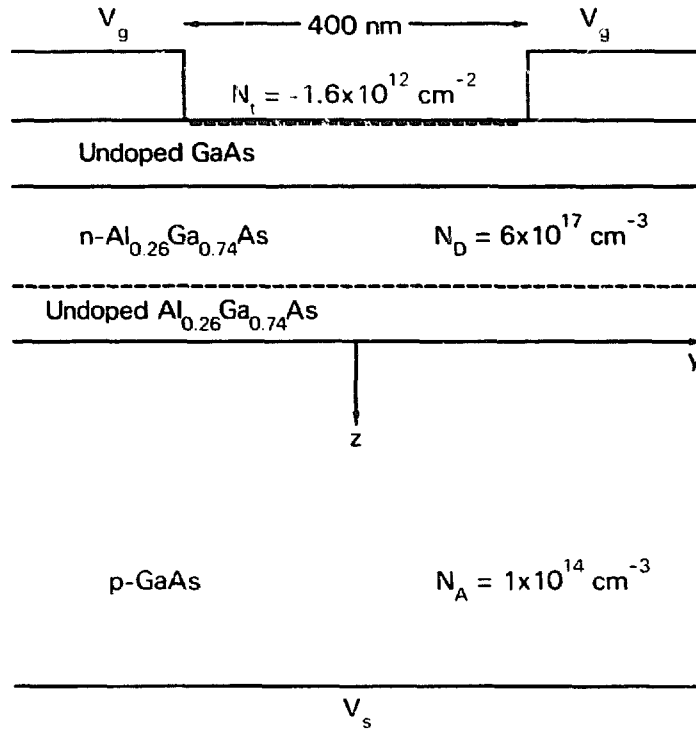 V_g 400 nm V_g
N_t = -1.6x10^12 cm^-2
Undoped GaAs
n-Al_0.26Ga_0.74As N_D = 6x10^17 cm^-3
Undoped Al_0.26Ga_0.74As
y
z
p-GaAs N_A = 1x10^14 cm^-3
V_s